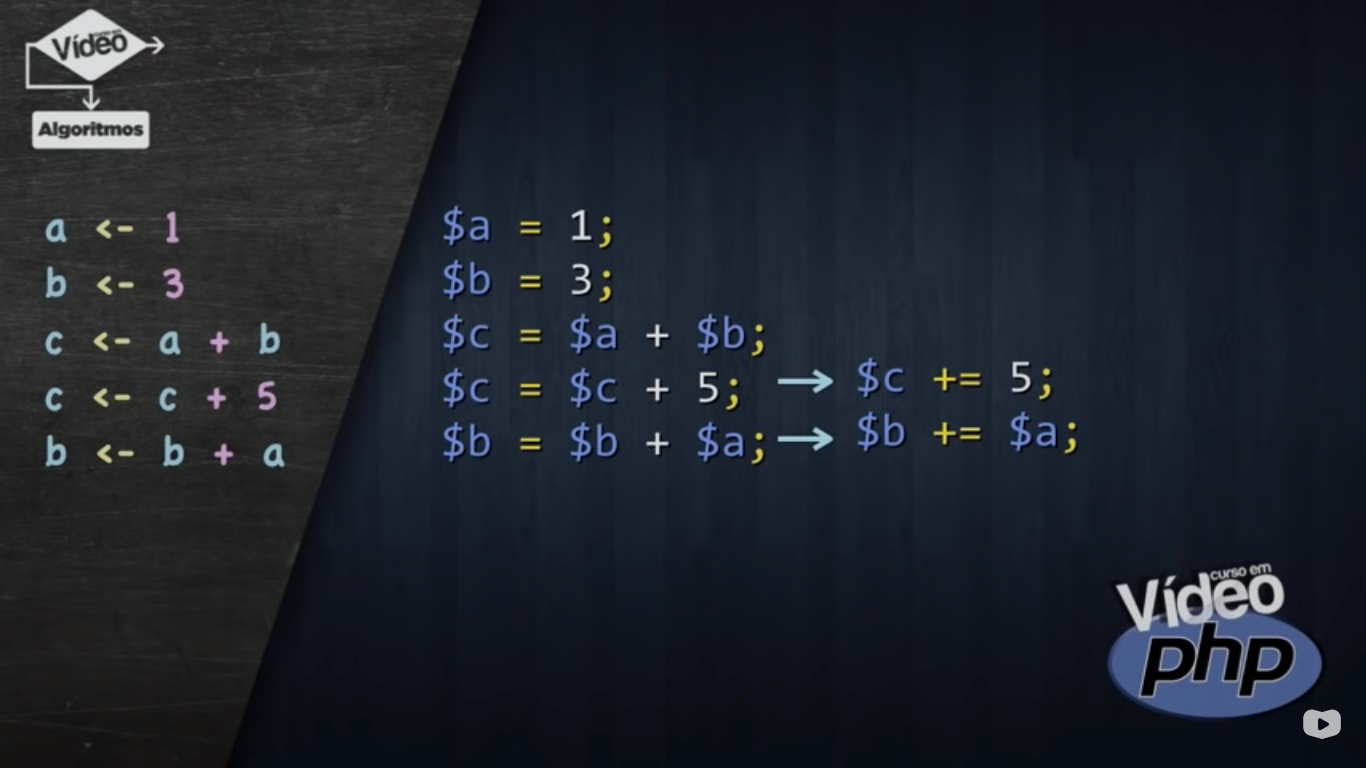 curso em
Vídeo
Algoritmos
a <- 1
b <- 3
c <- a + b
c <- c + 5
b <- b + a
$a = 1;
$b = 3;
$c = $a + $b;
$c = $c + 5; → $c += 5;
$b = $b + $a; → $b += $a;
curso em
Vídeo
php